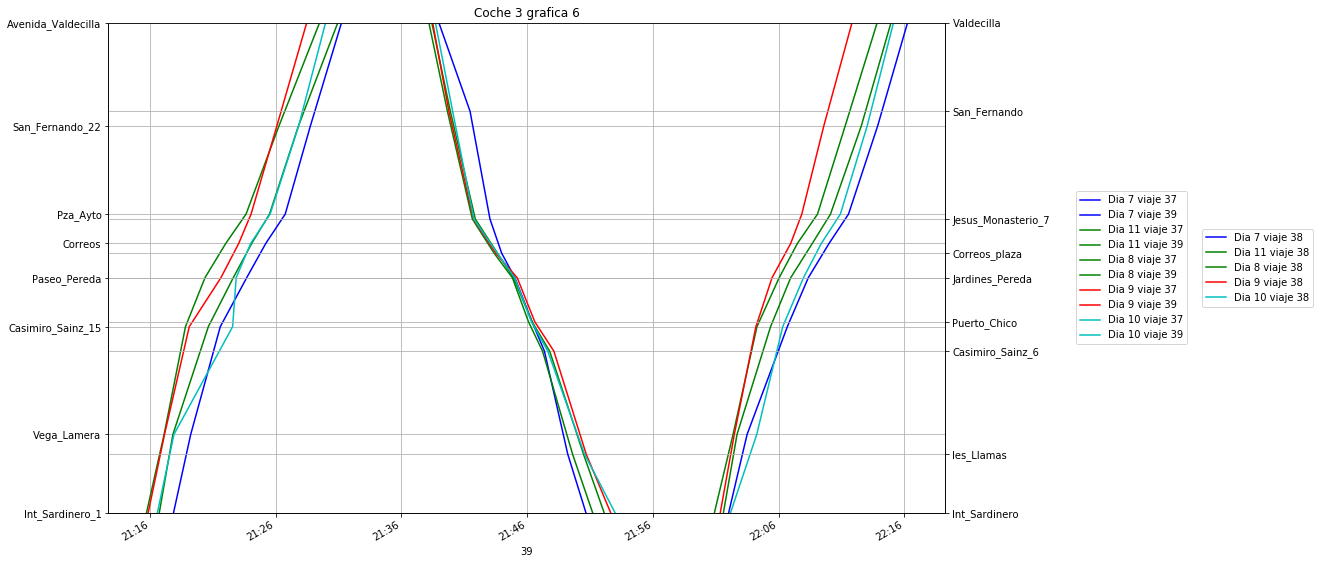 Coche 3 grafica 6
Avenida_Valdecilla
San_Fernando_22
Pza_Ayto
Correos
Paseo_Pereda
Casimiro_Sainz_15
Vega_Lamera
Int_Sardinero_1
Valdecilla
San_Fernando
Jesus_Monasterio_7
Correos_plaza
Jardines_Pereda
Puerto_Chico
Casimiro_Sainz_6
Ies_Llamas
Int_Sardinero
21:16
21:26
21:36
21:46
21:56
22:06
22:16
39
Dia 7 viaje 37
Dia 7 viaje 39
Dia 11 viaje 37
Dia 11 viaje 39
Dia 8 viaje 37
Dia 8 viaje 39
Dia 9 viaje 37
Dia 9 viaje 39
Dia 10 viaje 37
Dia 10 viaje 39
Dia 7 viaje 38
Dia 11 viaje 38
Dia 8 viaje 38
Dia 9 viaje 38
Dia 10 viaje 38